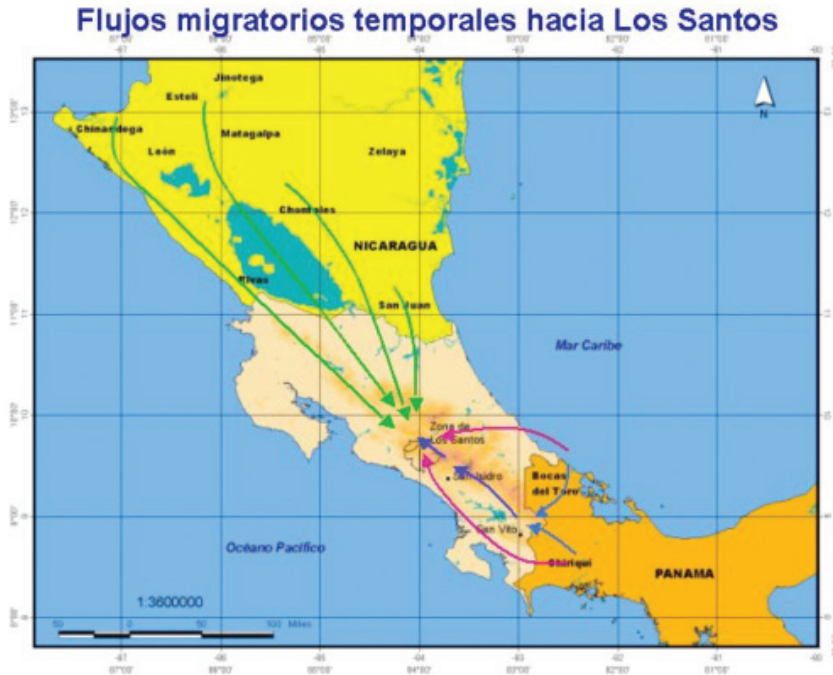 Flujos migratorios temporales hacia Los Santos
Jinotega
Estelí
Chinandega
Matagalpa
León
Zelaya
Chontales
NICARAGUA
Rivas
San Juan
Mar Caribe
Zona de
Los Santos
San Isidro
Bocas
del Toro
San Vito
Océano Pacífico
Chiriquí
PANAMA
1:3600000
50 0 50 100 Miles
N